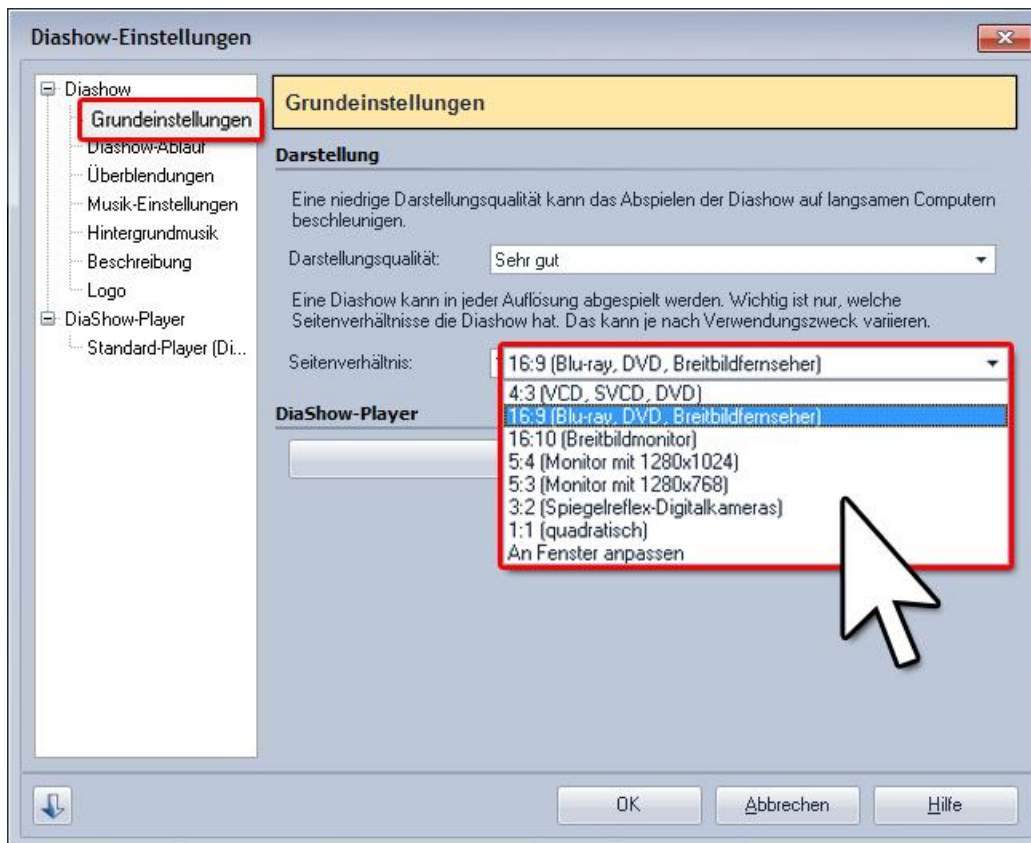 Diashow-Einstellungen
Diashow
Grundeinstellungen
Diashow-Ablauf
Überblendungen
Musik-Einstellungen
Hintergrundmusik
Beschreibung
Logo
DiaShow-Player
Standard-Player (Di...
Grundeinstellungen
Darstellung
Eine niedrige Darstellungsqualität kann das Abspielen der Diashow auf langsamen Computern
beschleunigen.
Darstellungsqualität: Sehr gut
Eine Diashow kann in jeder Auflösung abgespielt werden. Wichtig ist nur, welche
Seitenverhältnisse die Diashow hat. Das kann je nach Verwendungszweck variieren.
Seitenverhältnis: 16:9 (Blu-ray, DVD, Breitbildfernseher)
4:3 (VCD, SVCD, DVD)
16:9 (Blu-ray, DVD, Breitbildfernseher)
16:10 (Breitbildmonitor)
5:4 (Monitor mit 1280x1024)
5:3 (Monitor mit 1280x768)
3:2 (Spiegelreflex-Digitalkameras)
1:1 (quadratisch)
An Fenster anpassen
DiaShow-Player
OK
Abbrechen
Hilfe